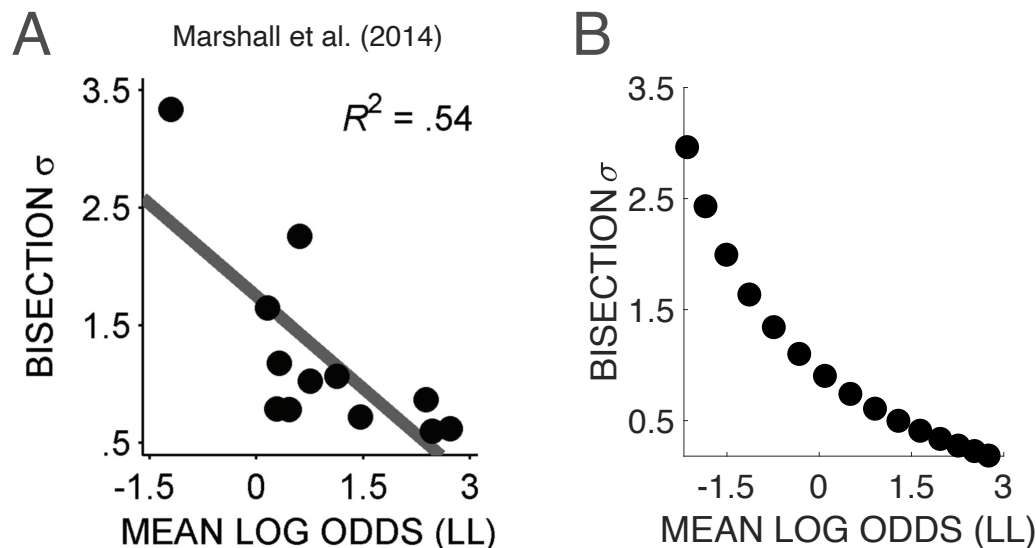 A
Marshall et al. (2014)
R² = .54
BISECTION σ
3.5
2.5
1.5
.5
-1.5 0 1.5 3
MEAN LOG ODDS (LL)
B
BISECTION σ
3.5
2.5
1.5
0.5
-1.5 0 1.5 3
MEAN LOG ODDS (LL)